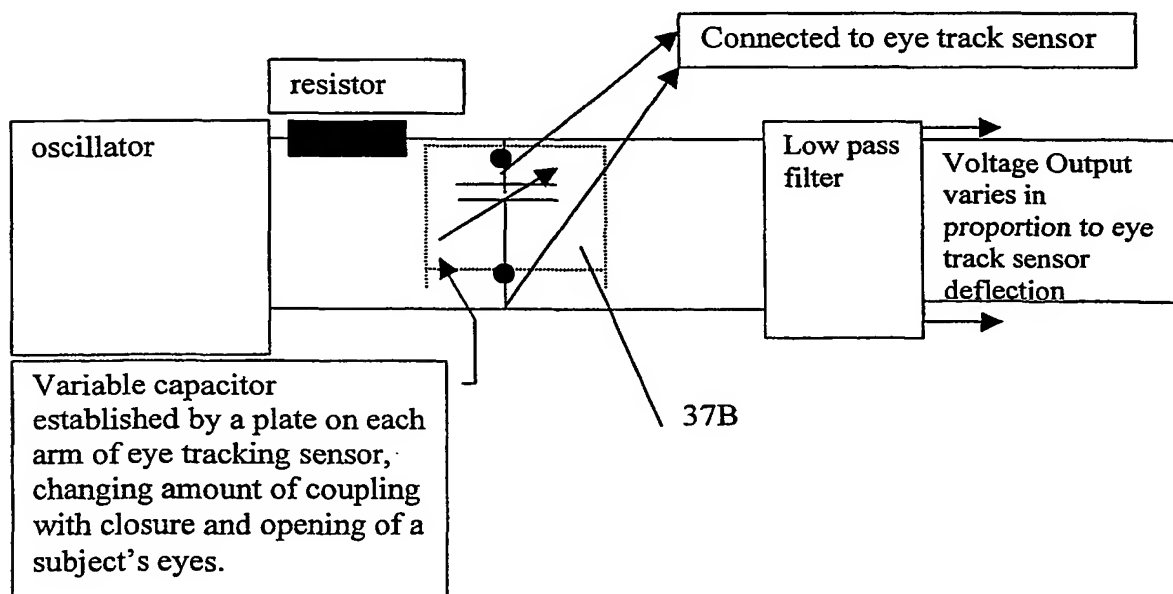 Connected to eye track sensor
resistor
oscillator
Low pass
filter
Voltage Output
varies in
proportion to eye
track sensor
deflection
Variable capacitor
established by a plate on each
arm of eye tracking sensor,
changing amount of coupling
with closure and opening of a
subject's eyes.
37B